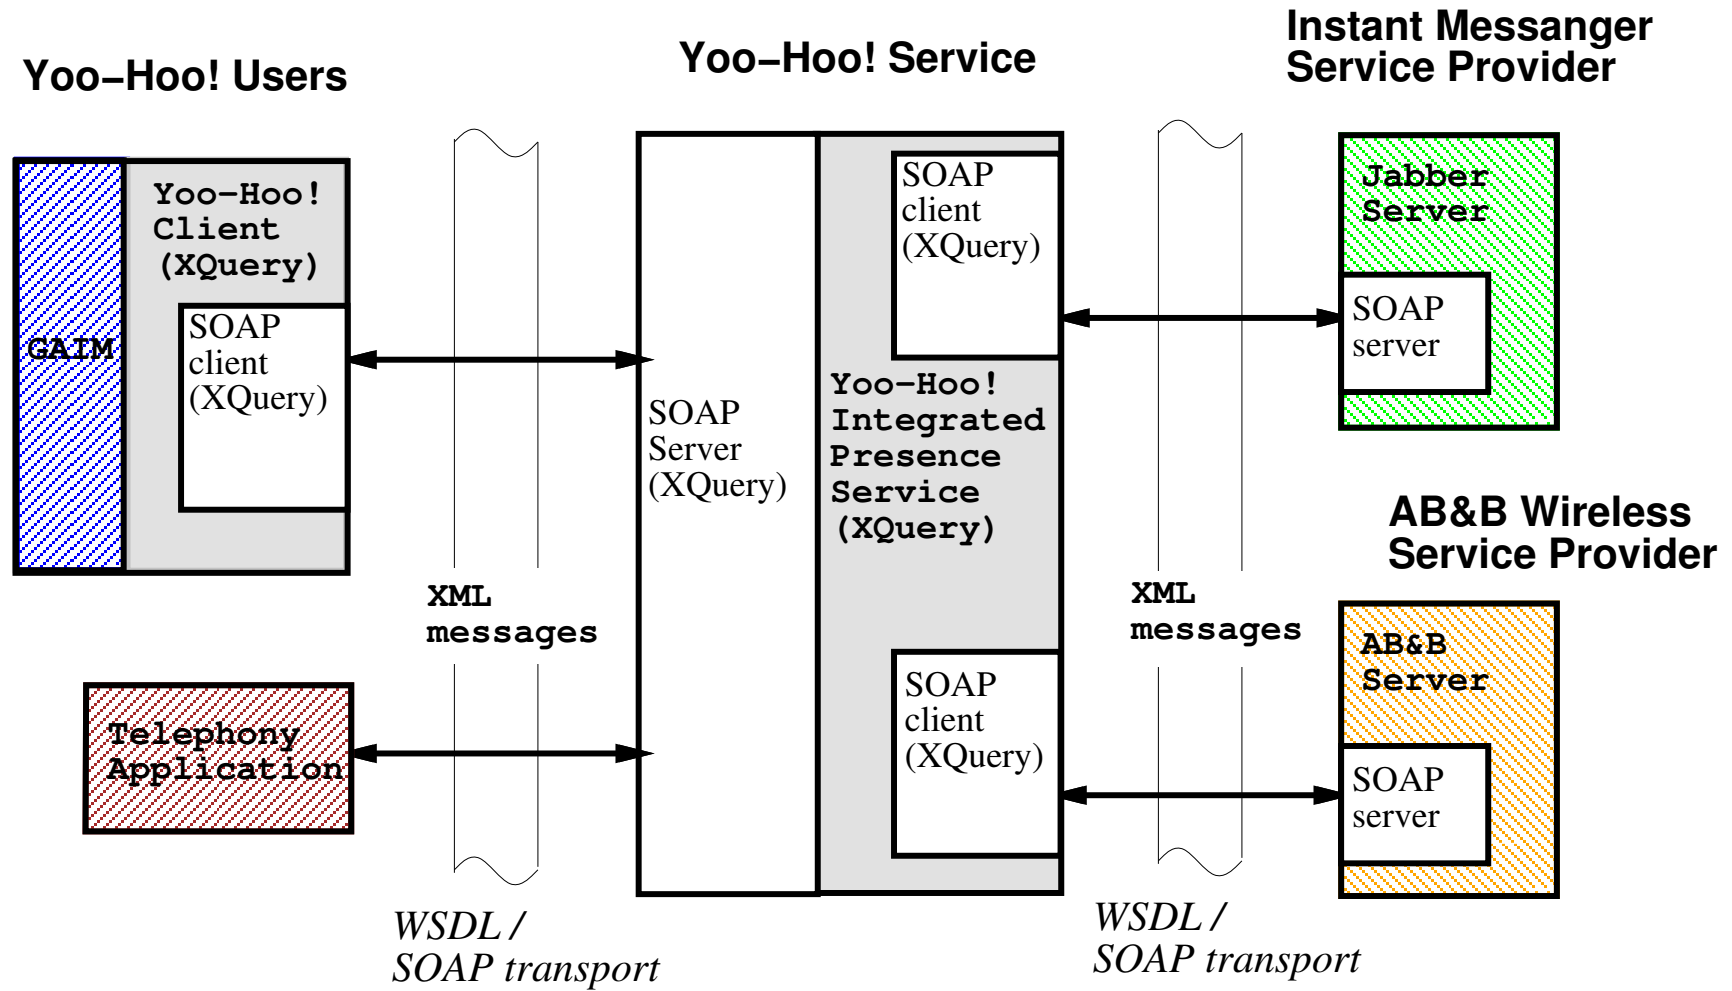 Yoo-Hoo! Users
Yoo-Hoo! Service
Instant Messanger
Service Provider
GAIM
Yoo-Hoo!
Client
(XQuery)
SOAP
client
(XQuery)
Telephony
Application
XML
messages
WSDL /
SOAP transport
SOAP
Server
(XQuery)
SOAP
client
(XQuery)
Yoo-Hoo!
Integrated
Presence
Service
(XQuery)
SOAP
client
(XQuery)
XML
messages
WSDL /
SOAP transport
Jabber
Server
SOAP
server
AB&B Wireless
Service Provider
AB&B
Server
SOAP
server